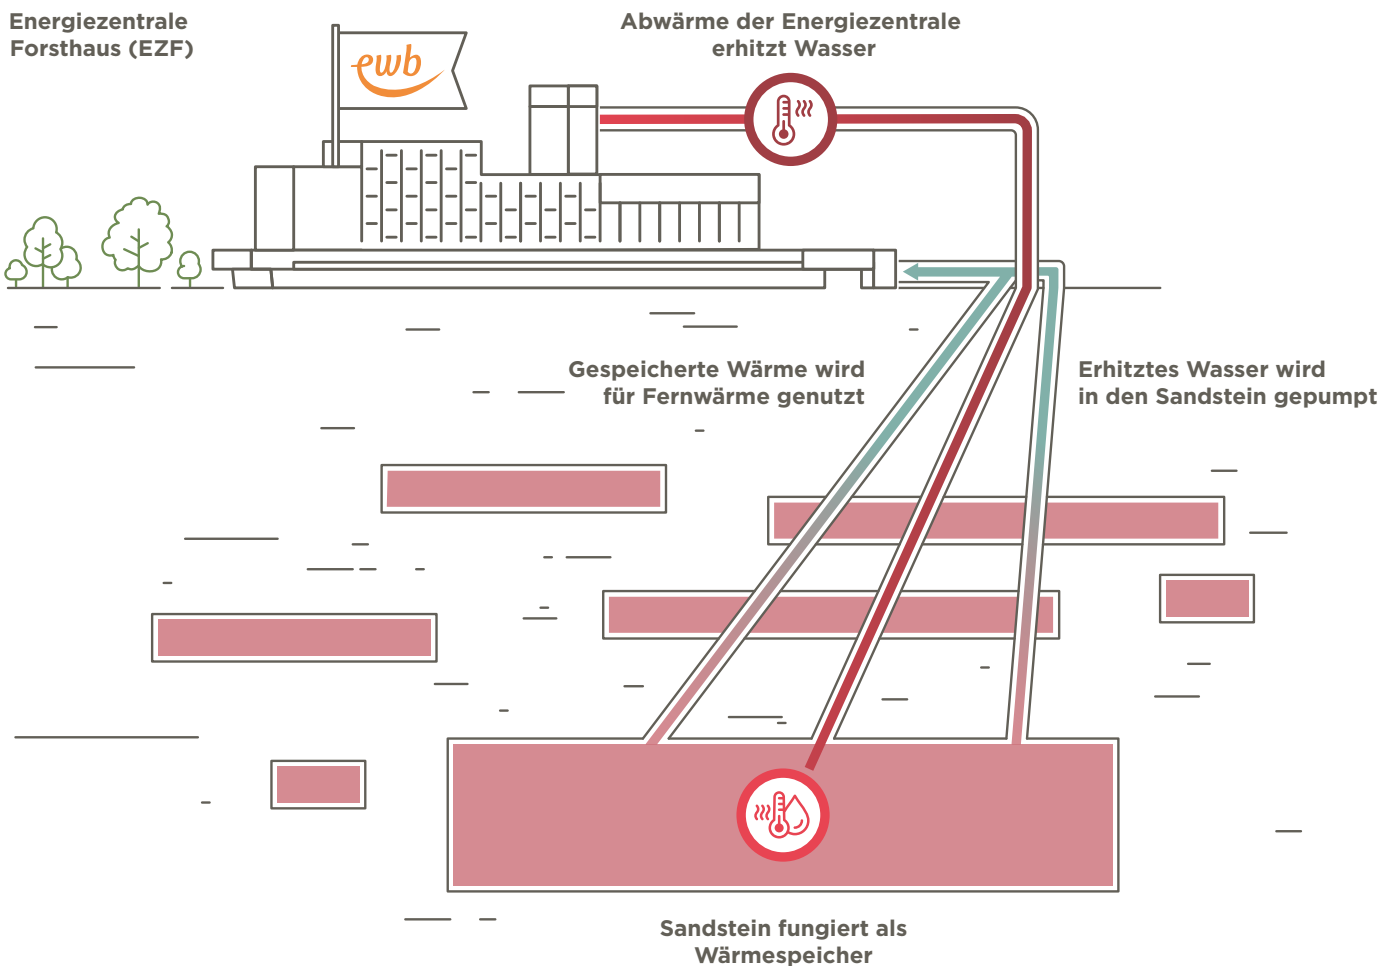 Energiezentrale
Forsthaus (EZF)
Abwärme der Energiezentrale
erhitzt Wasser
ewb
Gespeicherte Wärme wird
für Fernwärme genutzt
Erhitztes Wasser wird
in den Sandstein gepumpt
Sandstein fungiert als
Wärmespeicher